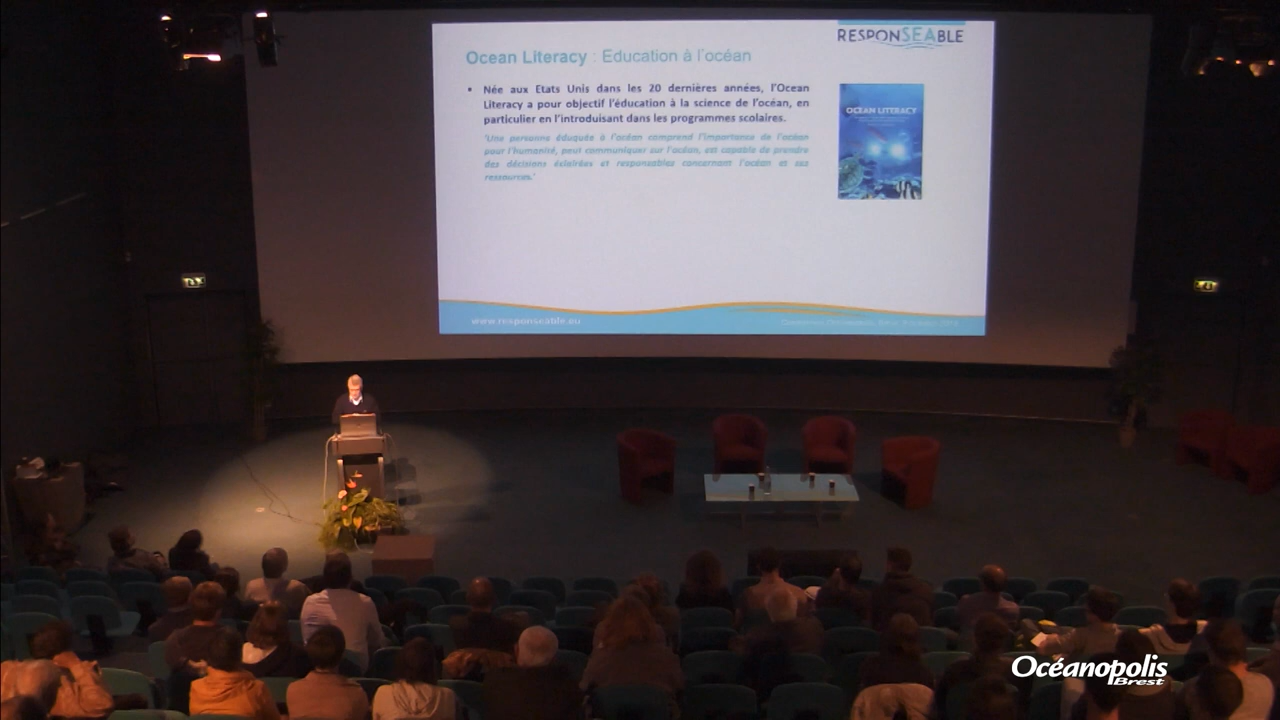 RESPONSEABLE
Ocean Literacy : Education à l'océan
• Née aux Etats Unis dans les 20 dernières années, l'Ocean
Literacy a pour objectif l'éducation à la science de l'océan, en
particulier en l'introduisant dans les programmes scolaires.
'Une personne éduquée à l'océan comprend l'importance de l'océan
pour l'humanité, peut communiquer sur l'océan, est capable de prendre
des décisions éclairées et responsables concernant l'océan et ses
ressources.'
OCEAN LITERACY
www.responseable.eu
Océanopolis
Brest